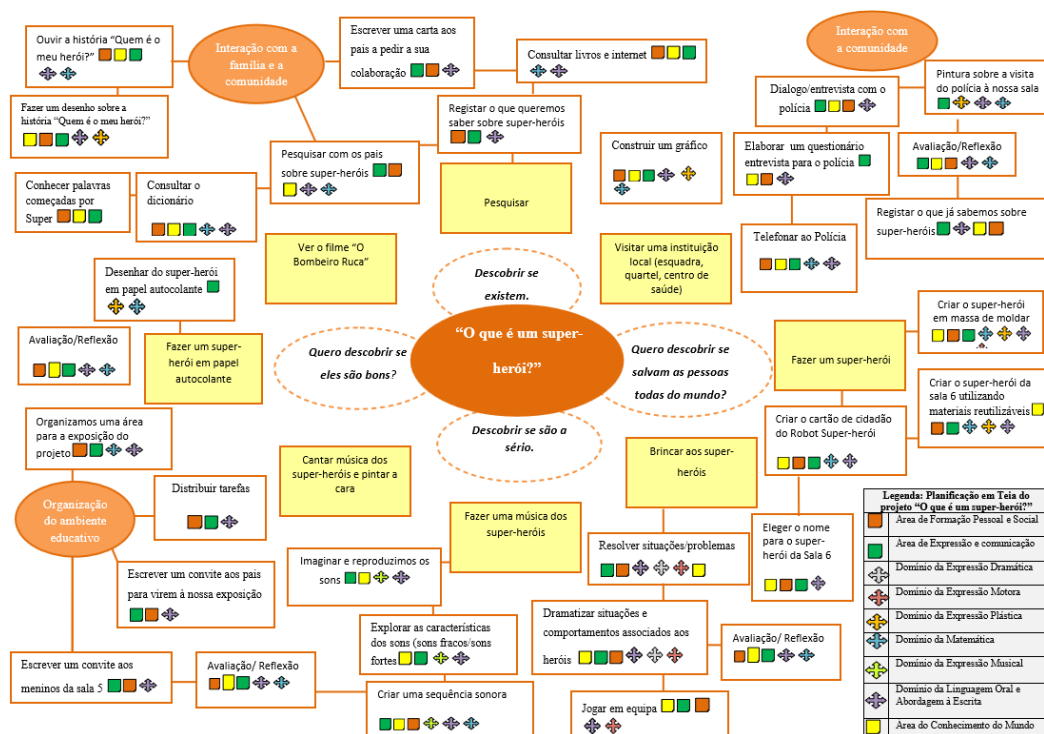 Ouvir a história “Quem é o
meu herói?”
Fazer um desenho sobre a
história “Quem é o meu herói?”
Interação com a
família e a
comunidade
Escrever uma carta aos
pais a pedir a sua
colaboração
Consultar livros e internet
Registar o que queremos
saber sobre super-heróis
Pesquisar com os pais
sobre super-heróis
Conhecer palavras
começadas por
Super
Consultar o
dicionário
Pesquisar
Construir um gráfico
Interação com
a comunidade
Dialogo/entrevista com o
polícia
Pintura sobre a visita
do polícia à nossa sala
Elaborar um questionário
entrevista para o polícia
Avaliação/Reflexão
Telefonar ao Polícia
Registar o que já sabemos sobre
super-heróis
Ver o filme “O
Bombeiro Ruca”
Visitar uma instituição
local (esquadra,
quartel, centro de
saúde)
Desenhar do super-herói
em papel autocolante
Avaliação/Reflexão
Fazer um super-
herói em papel
autocolante
Descobrir se
existem.
“O que é um super-
herói?”
Quero descobrir se
eles são bons?
Quero descobrir se
salvam as pessoas
todas do mundo?
Descobrir se são a
sério.
Fazer um super-herói
Criar o super-herói
em massa de moldar
Criar o super-herói da
sala 6 utilizando
materiais reutilizáveis
Criar o cartão de cidadão
do Robot Super-herói
Eleger o nome
para o super-
herói da Sala 6
Organizamos uma área
para a exposição do
projeto
Organização
do ambiente
educativo
Distribuir tarefas
Escrever um convite aos pais
para virem à nossa exposição
Escrever um convite aos
meninos da sala 5
Avaliação/ Reflexão
Cantar música dos
super-heróis e pintar a
cara
Fazer uma música dos
super-heróis
Imaginar e reproduzimos os
sons
Explorar as características
dos sons (sons fracos/sons
fortes
Criar uma sequência sonora
Brincar aos super-
heróis
Resolver situações/problemas
Dramatizar situações e
comportamentos associados aos
heróis
Avaliação/ Reflexão
Jogar em equipa
Legenda: Planificação em Teia do
projeto “O que é um super-herói?”
Area de Formação Pessoal e Social
Area de Expressão e comunicação
Domínio da Expressão Dramática
Domínio da Expressão Motora
Domínio da Expressão Plástica
Domínio da Matemática
Domínio da Expressão Musical
Domínio da Linguagem Oral e
Abordagem à Escrita
Area do Conhecimento do Mundo